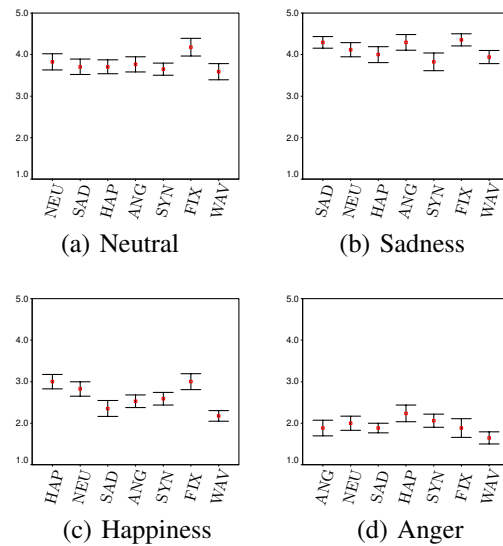 5.0
4.0
3.0
2.0
1.0
NEU SAD HAP ANG SYN FIX WAV
(a) Neutral
5.0
4.0
3.0
2.0
1.0
SAD NEU HAP ANG SYN FIX WAV
(b) Sadness
5.0
4.0
3.0
2.0
1.0
HAP NEU SAD ANG SYN FIX WAV
(c) Happiness
5.0
4.0
3.0
2.0
1.0
ANG NEU SAD HAP SYN FIX WAV
(d) Anger